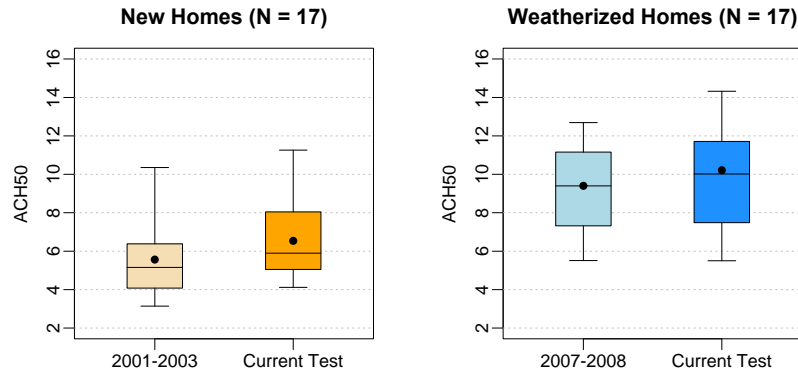 New Homes (N = 17)
ACH50
16
14
12
10
8
6
4
2
2001-2003 Current Test
Weatherized Homes (N = 17)
ACH50
16
14
12
10
8
6
4
2
2007-2008 Current Test